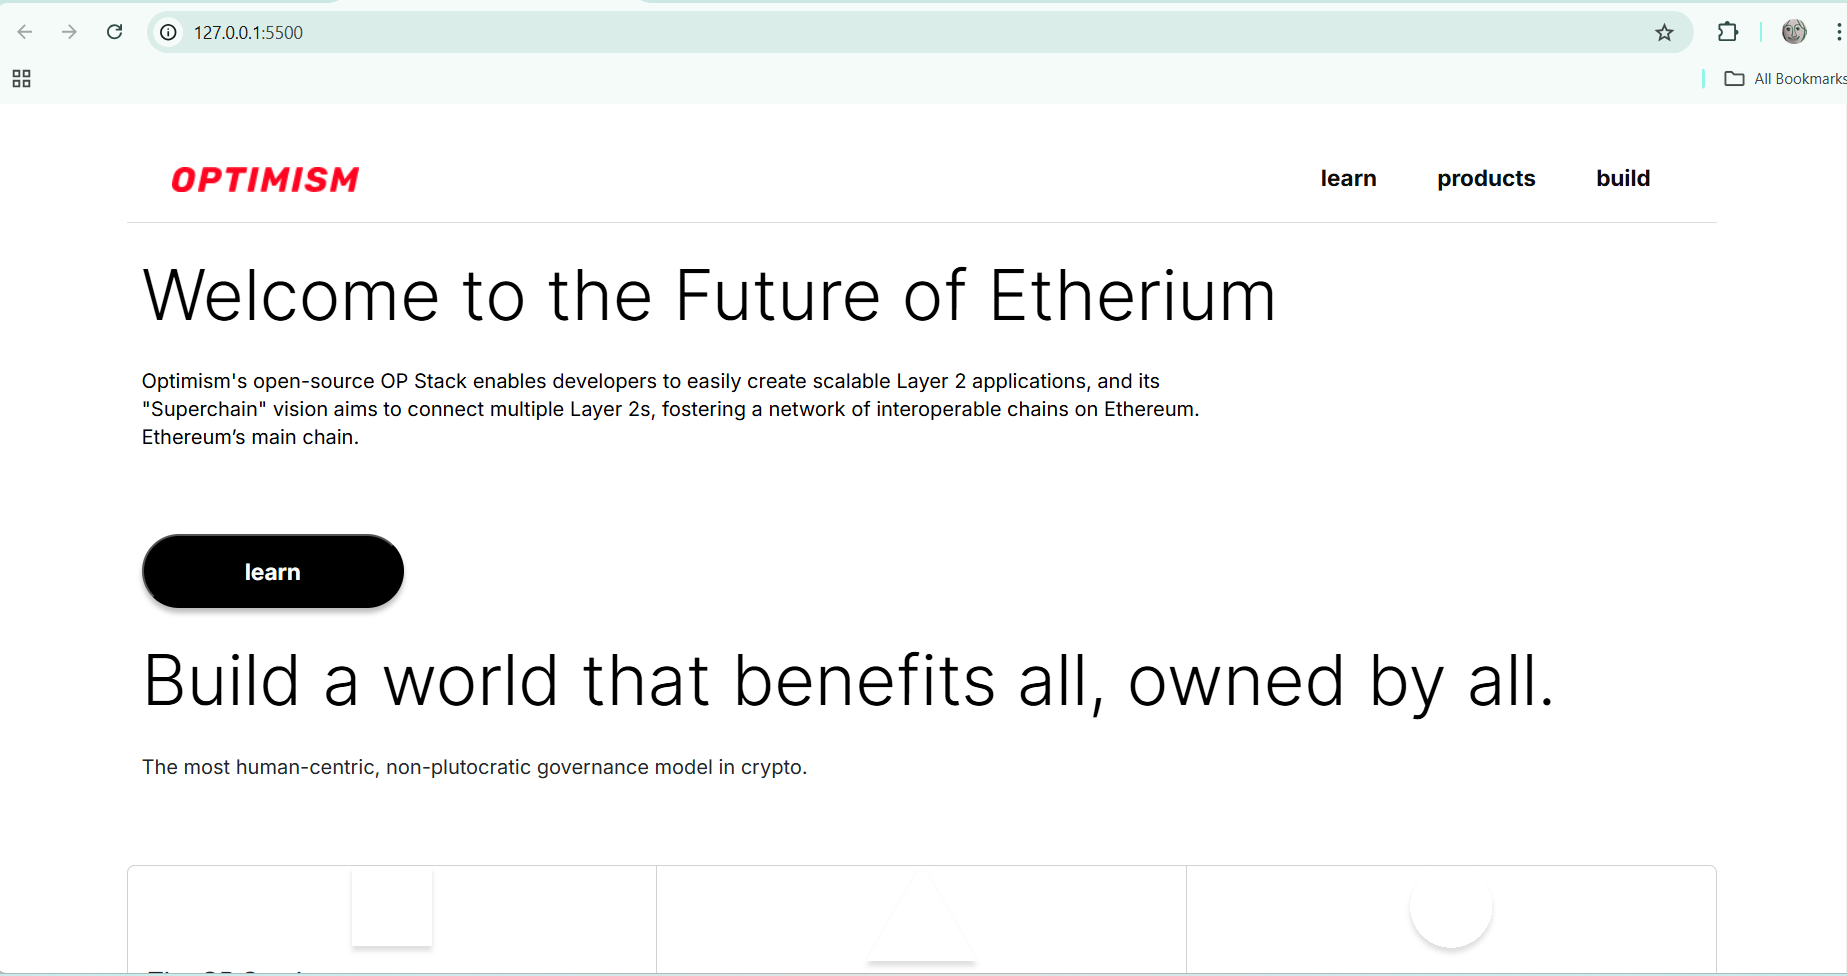 127.0.0.1:5500
All Bookmarks
OPTIMISM
learn products build
Welcome to the Future of Etherium
Optimism's open-source OP Stack enables developers to easily create scalable Layer 2 applications, and its
"Superchain" vision aims to connect multiple Layer 2s, fostering a network of interoperable chains on Ethereum.
Ethereum’s main chain.
learn
Build a world that benefits all, owned by all.
The most human-centric, non-plutocratic governance model in crypto.